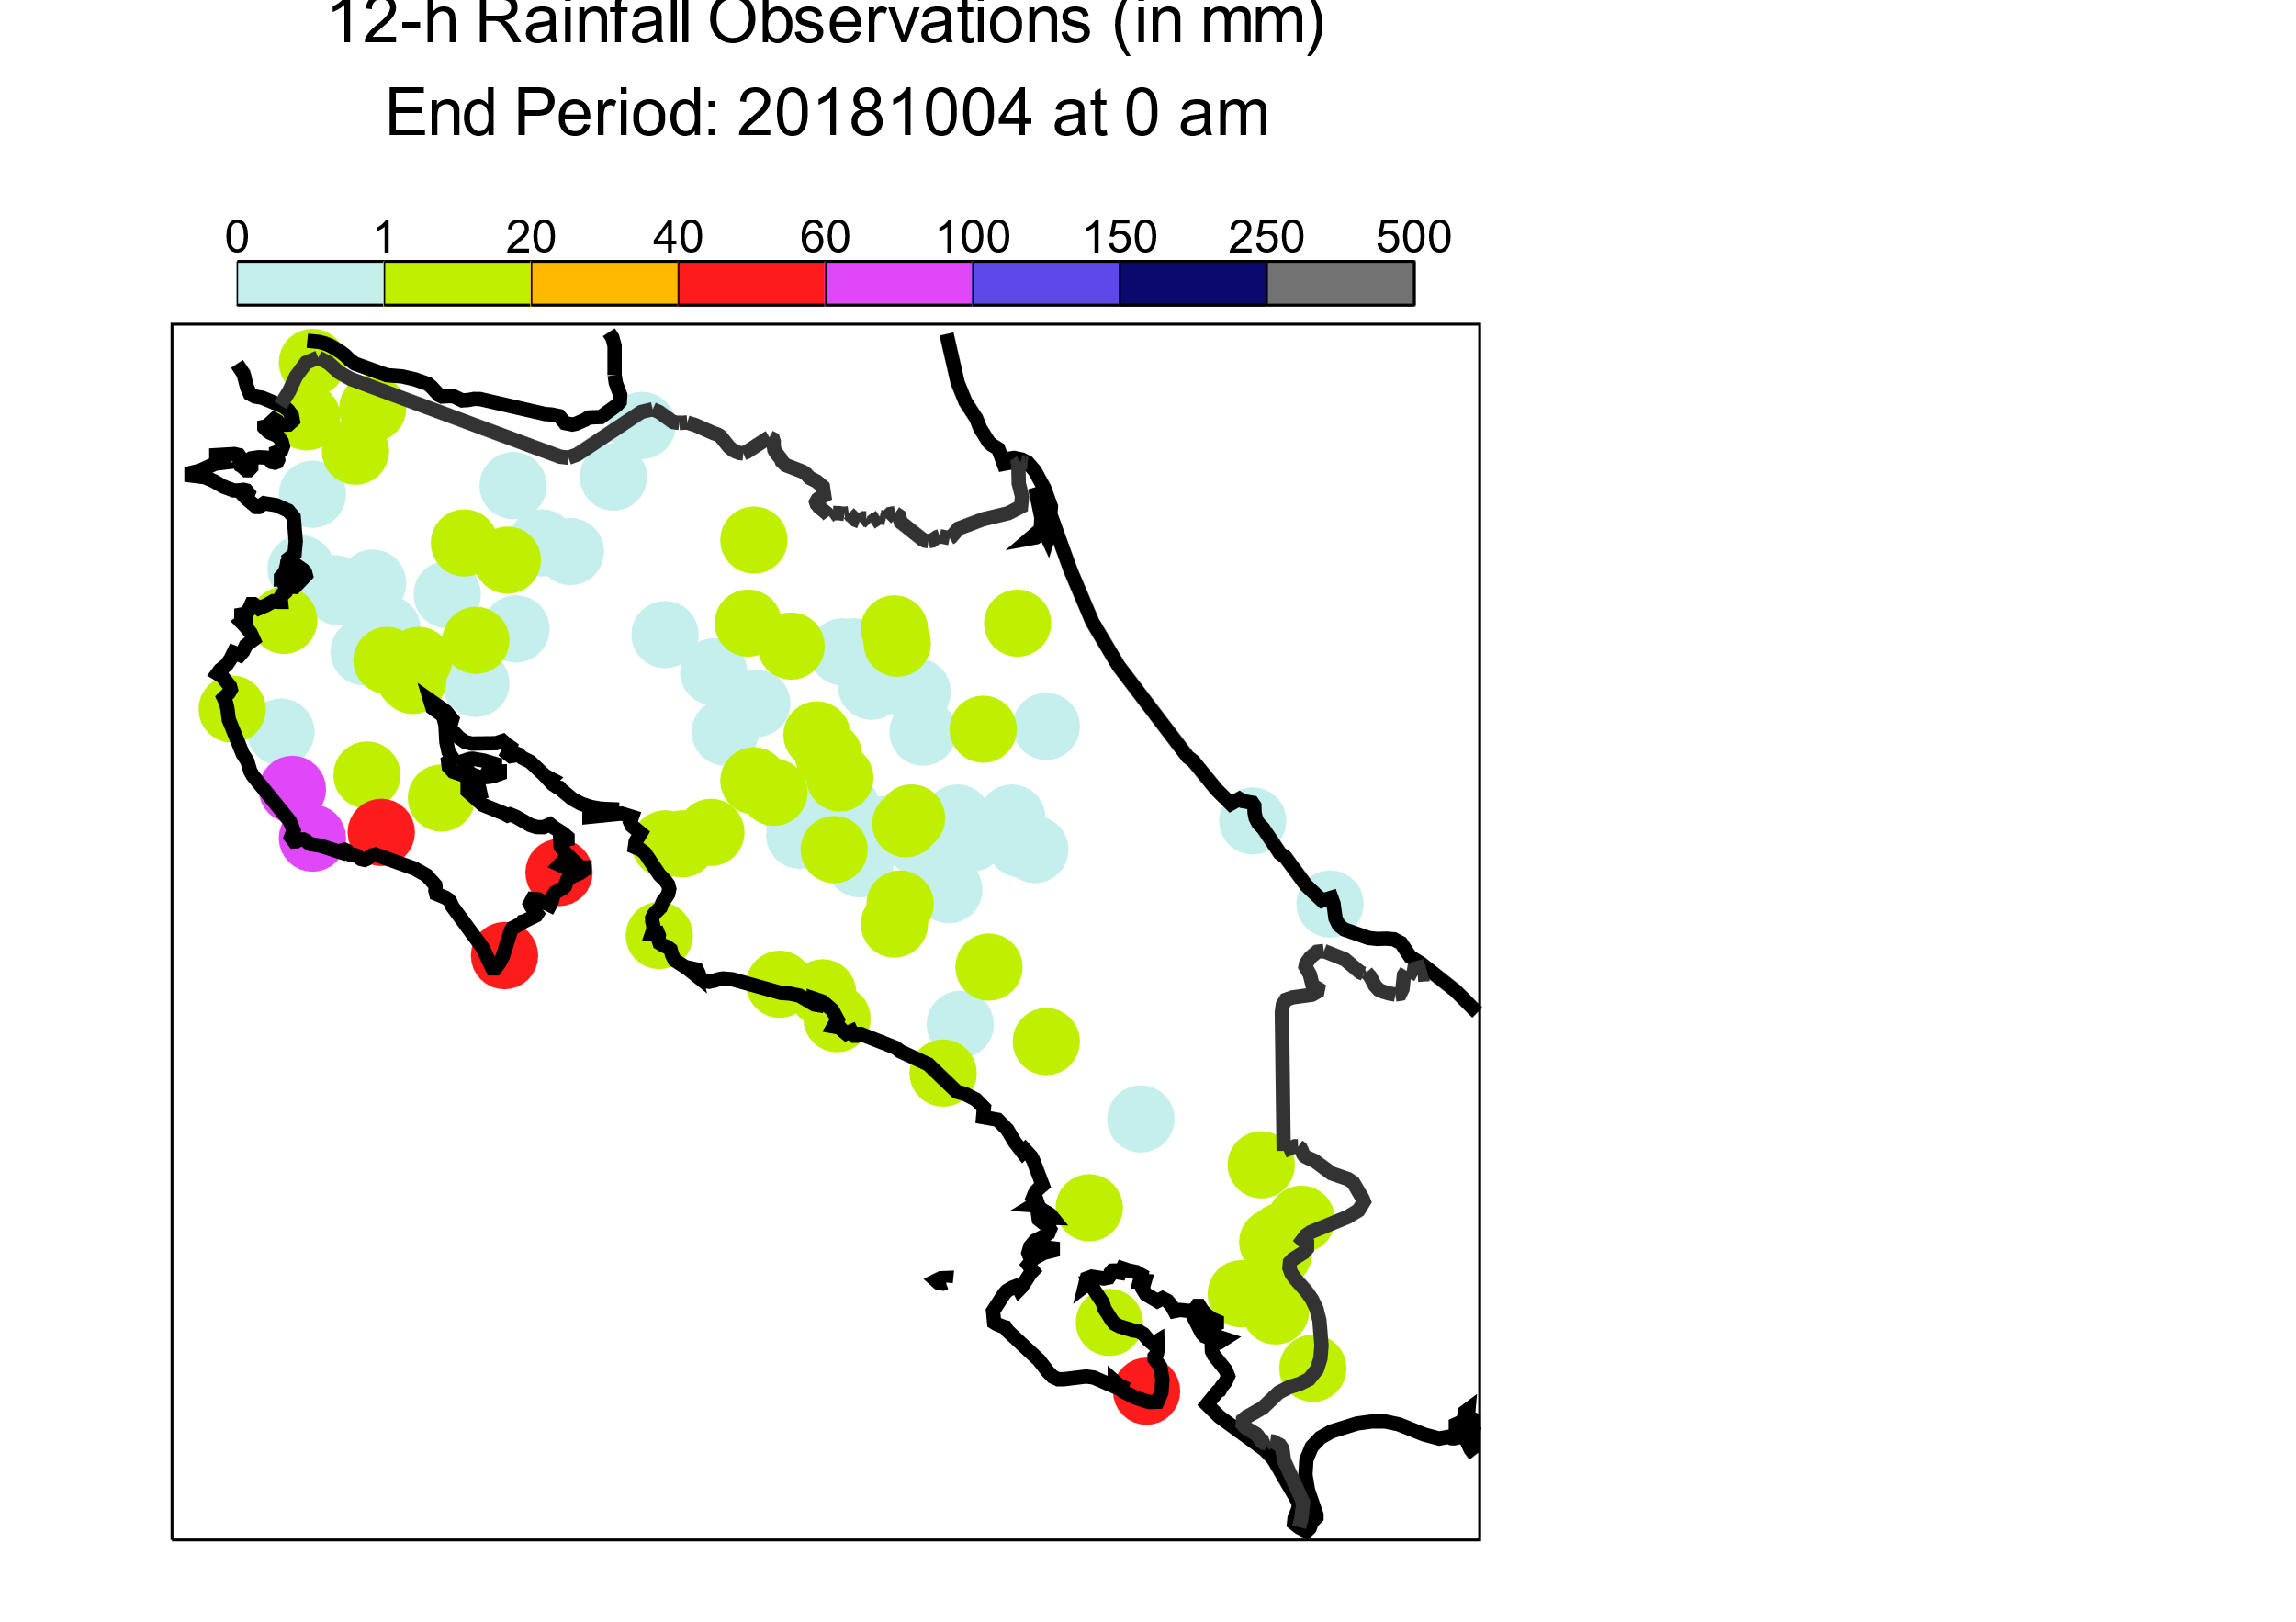 12-h Rainfall Observations (in mm)
End Period: 20181004 at 0 am
0 1 20 40 60 100 150 250 500